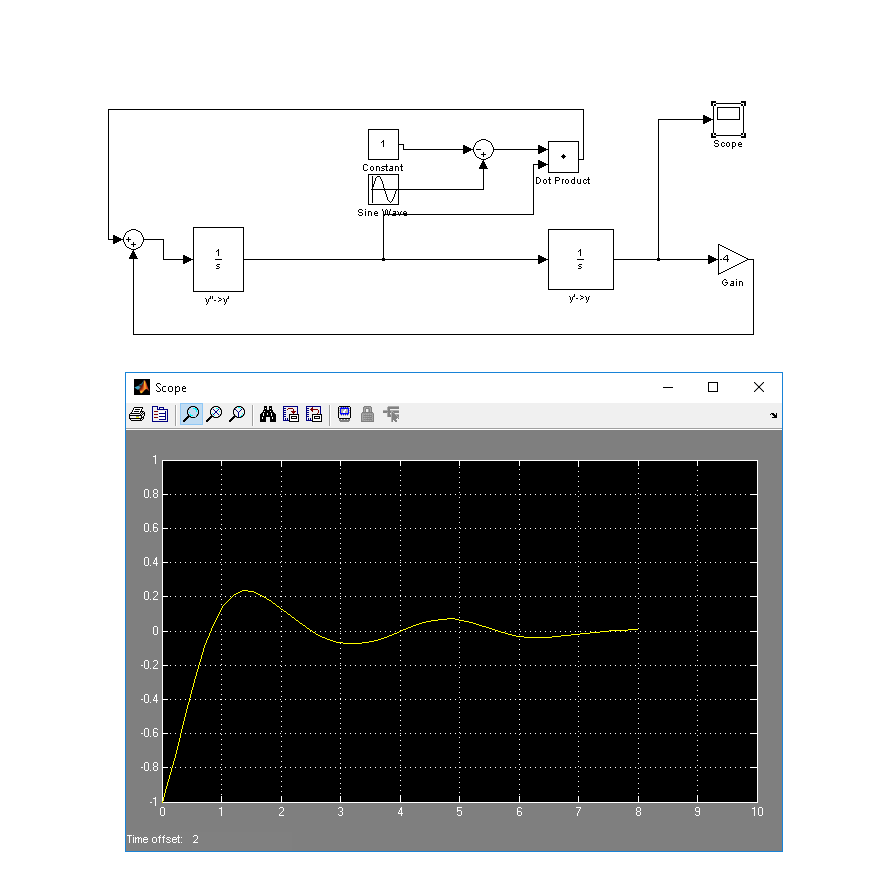 Scope
1
Constant
Dot Product
Sine Wave
1
s
y''->y'
1
s
y'->y
-4
Gain
Scope
1
0.8
0.6
0.4
0.2
0
-0.2
-0.4
-0.6
-0.8
-1
0 1 2 3 4 5 6 7 8 9 10
Time offset: 2